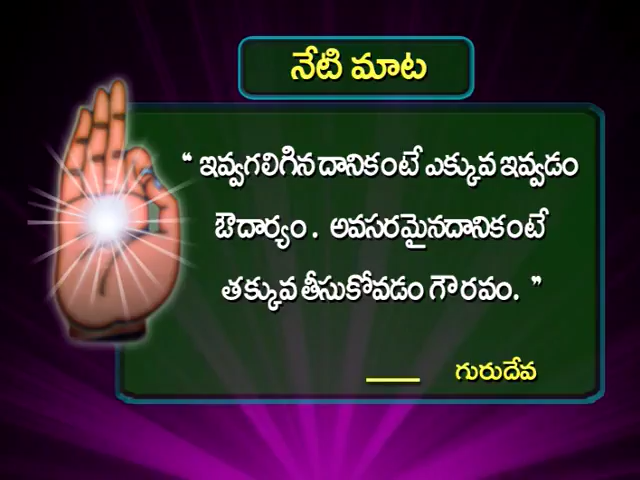 నేటి మాట
“ ఇవ్వగలిగిన దానికంటే ఎక్కువ ఇవ్వడం
ఔదార్యం. అవసరమైనదానికంటే
తక్కువ తీసుకోవడం గౌరవం. ”
___ గురుదేవ